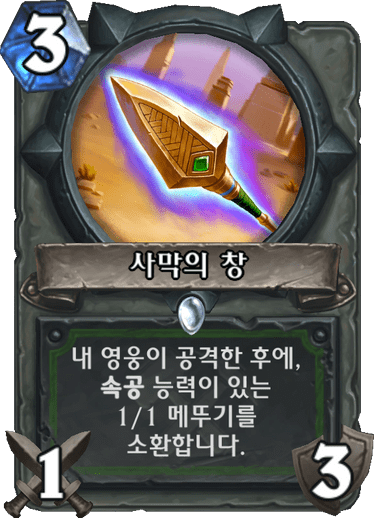 3
사막의 창
내 영웅이 공격한 후에,
속공 능력이 있는
1/1 메뚜기를
소환합니다.
1
3